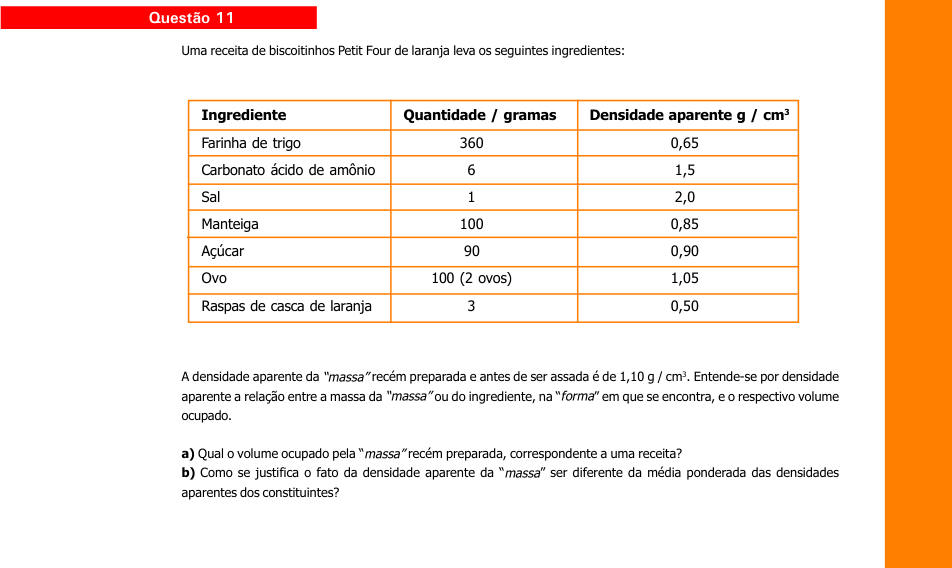 Questão 11
Uma receita de biscoitinhos Petit Four de laranja leva os seguintes ingredientes:
Ingrediente Quantidade / gramas Densidade aparente g / cm³
Farinha de trigo 360 0,65
Carbonato ácido de amônio 6 1,5
Sal 1 2,0
Manteiga 100 0,85
Açúcar 90 0,90
Ovo 100 (2 ovos) 1,05
Raspas de casca de laranja 3 0,50
A densidade aparente da “massa” recém preparada e antes de ser assada é de 1,10 g / cm³. Entende-se por densidade
aparente a relação entre a massa da “massa” ou do ingrediente, na “forma” em que se encontra, e o respectivo volume
ocupado.
a) Qual o volume ocupado pela “massa” recém preparada, correspondente a uma receita?
b) Como se justifica o fato da densidade aparente da “massa” ser diferente da média ponderada das densidades
aparentes dos constituintes?